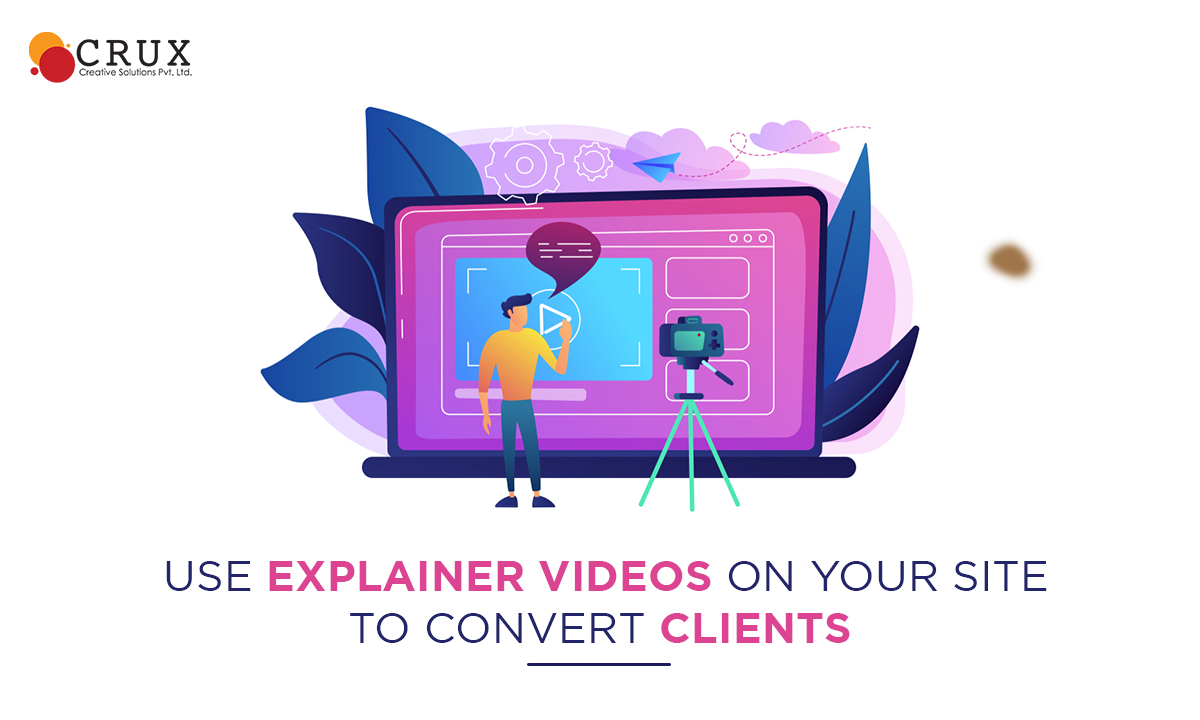 CRUX
Creative Solutions Pvt. Ltd.
USE EXPLAINER VIDEOS ON YOUR SITE
TO CONVERT CLIENTS